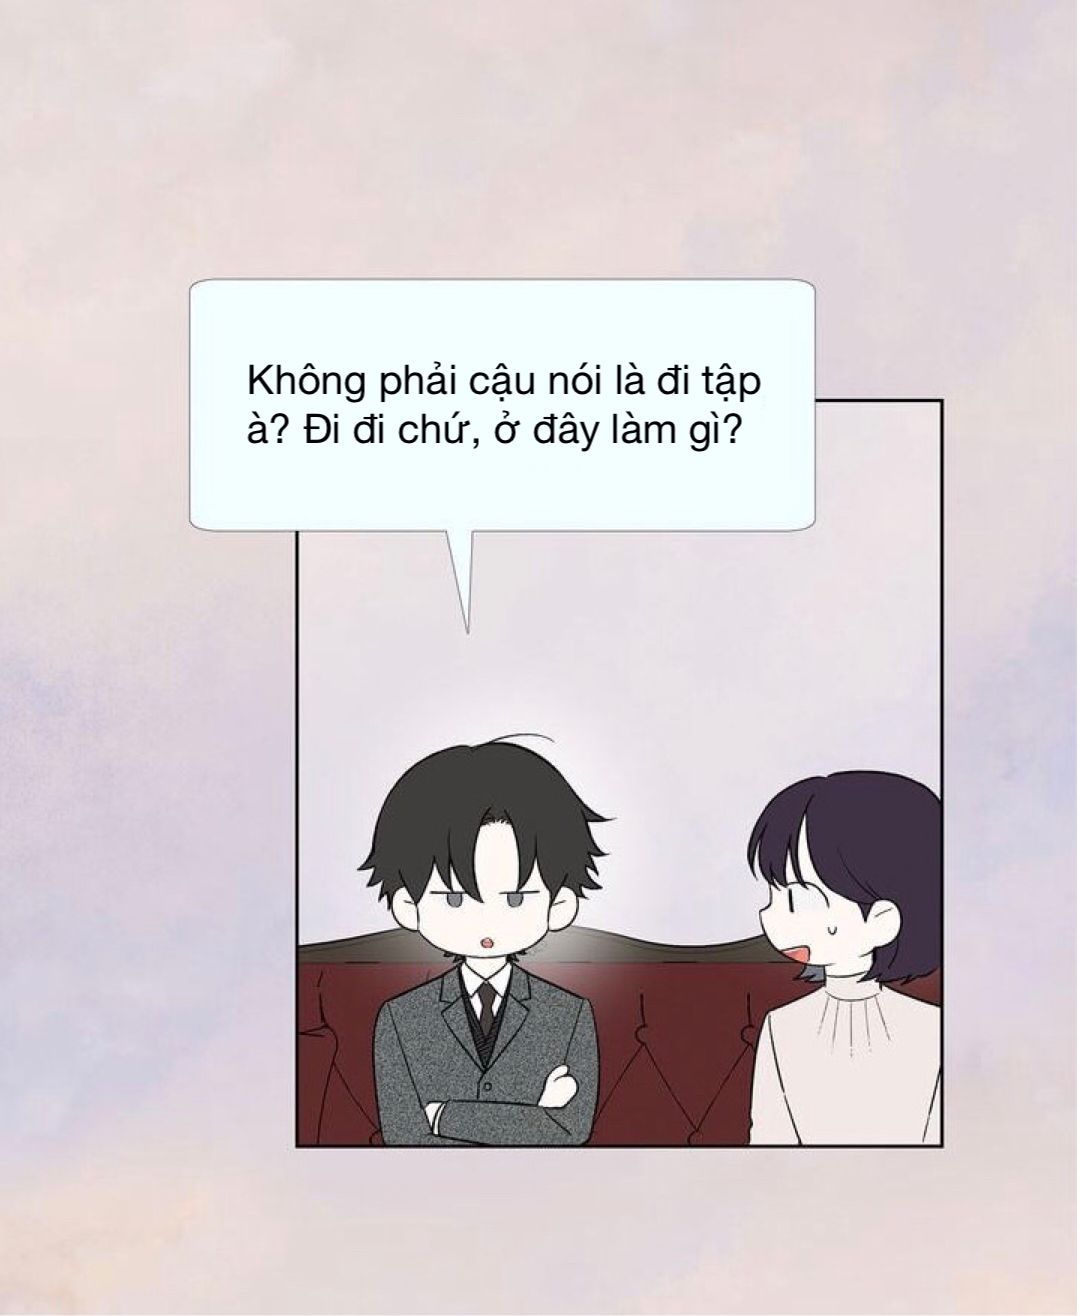 Không phải cậu nói là đi tập
à? Đi đi chứ, ở đây làm gì?